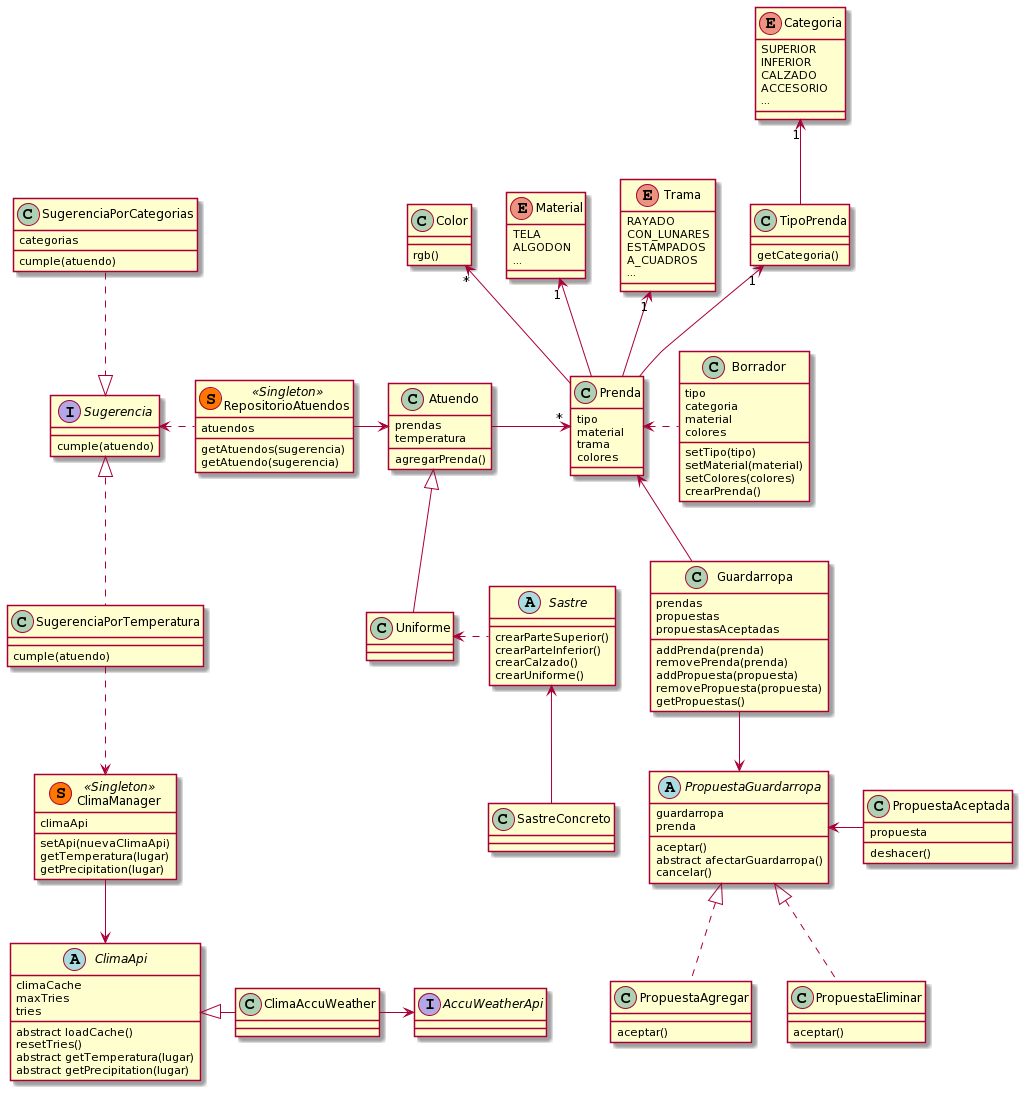 E Categoria
SUPERIOR
INFERIOR
CALZADO
ACCESORIO
...
1
C SugerenciaPorCategorias
categorias
cumple(atuendo)
C Color
rgb()
*
E Material
TELA
ALGODON
...
1
E Trama
RAYADO
CON_LUNARES
ESTAMPADOS
A_CUADROS
...
1
C TipoPrenda
getCategoria()
1
I Sugerencia
cumple(atuendo)
S «Singleton»
RepositorioAtuendos
atuendos
getAtuendos(sugerencia)
getAtuendo(sugerencia)
C Atuendo
prendas
temperatura
agregarPrenda()
*
C Prenda
tipo
material
trama
colores
C Borrador
tipo
categoria
material
colores
setTipo(tipo)
setMaterial(material)
setColores(colores)
crearPrenda()
C SugerenciaPorTemperatura
cumple(atuendo)
C Uniforme
A Sastre
crearParteSuperior()
crearParteInferior()
crearCalzado()
crearUniforme()
C Guardarropa
prendas
propuestas
propuestasAceptadas
addPrenda(prenda)
removePrenda(prenda)
addPropuesta(propuesta)
removePropuesta(propuesta)
getPropuestas()
S «Singleton»
ClimaManager
climaApi
setApi(nuevaClimaApi)
getTemperatura(lugar)
getPrecipitation(lugar)
C SastreConcreto
A PropuestaGuardarropa
guardarropa
prenda
aceptar()
abstract afectarGuardarropa()
cancelar()
C PropuestaAceptada
propuesta
deshacer()
A ClimaApi
climaCache
maxTries
tries
abstract loadCache()
resetTries()
abstract getTemperatura(lugar)
abstract getPrecipitation(lugar)
C ClimaAccuWeather
I AccuWeatherApi
C PropuestaAgregar
aceptar()
C PropuestaEliminar
aceptar()